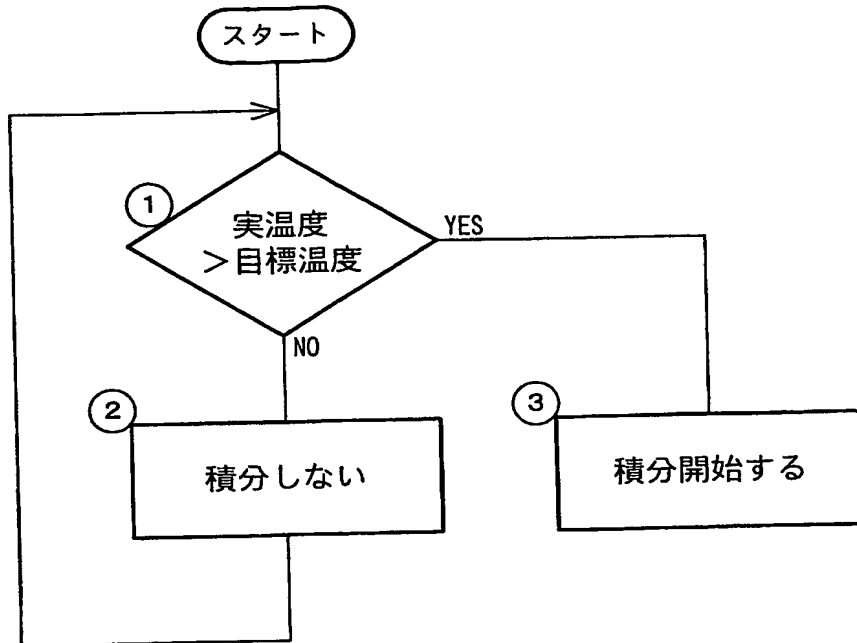 スタート
①
実温度
＞目標温度
YES
NO
②
積分しない
③
積分開始する